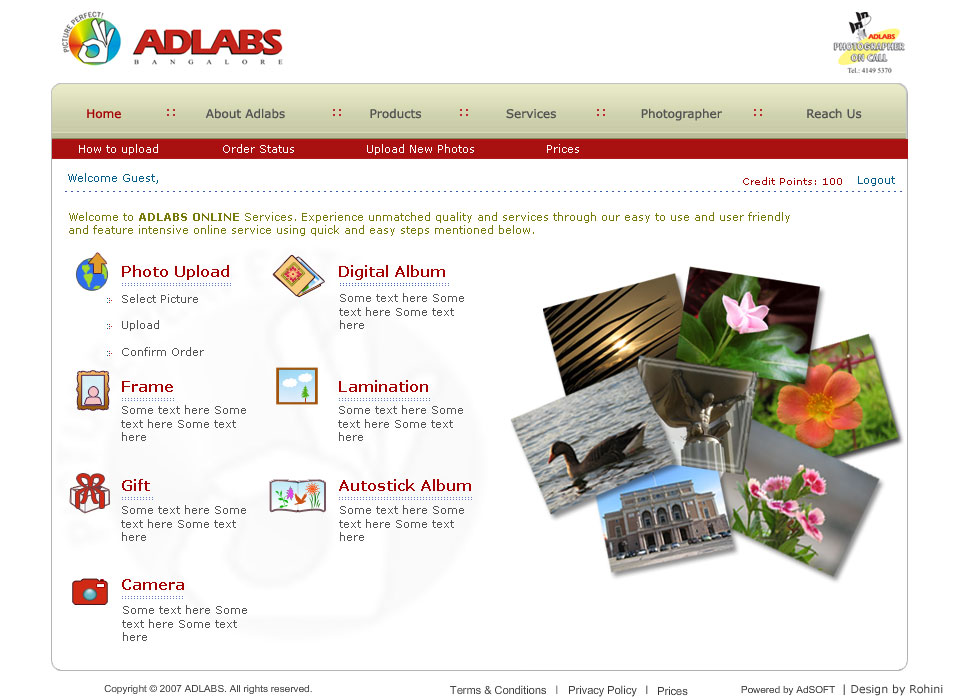 PICTURE PERFECT!
ADLABS
BANGALORE
ADLABS
PHOTOGRAPHER
ON CALL
Tel.: 4149 5370
Home :: About Adlabs :: Products :: Services :: Photographer :: Reach Us
How to upload Order Status Upload New Photos Prices
Welcome Guest,
Credit Points: 100 Logout
Welcome to ADLABS ONLINE Services. Experience unmatched quality and services through our easy to use and user friendly
and feature intensive online service using quick and easy steps mentioned below.
Photo Upload
Select Picture
Upload
Confirm Order
Digital Album
Some text here Some
text here Some text
here
Frame
Some text here Some
text here Some text
here
Lamination
Some text here Some
text here Some text
here
Gift
Some text here Some
text here Some text
here
Autostick Album
Some text here Some
text here Some text
here
Camera
Some text here Some
text here Some text
here
Copyright © 2007 ADLABS. All rights reserved.
Terms & Conditions | Privacy Policy | Prices
Powered by AdSOFT | Design by Rohini